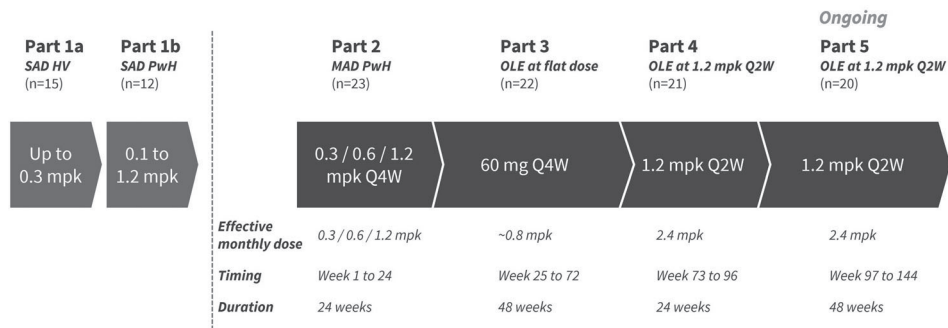 Ongoing
Part 1a
SAD HV
(n=15)
Part 1b
SAD PwH
(n=12)
Part 2
MAD PwH
(n=23)
Part 3
OLE at flat dose
(n=22)
Part 4
OLE at 1.2 mpk Q2W
(n=21)
Part 5
OLE at 1.2 mpk Q2W
(n=20)
Up to
0.3 mpk
0.1 to
1.2 mpk
0.3 / 0.6 / 1.2
mpk Q4W
60 mg Q4W
1.2 mpk Q2W
1.2 mpk Q2W
Effective
monthly dose
0.3 / 0.6 / 1.2 mpk
~0.8 mpk
2.4 mpk
2.4 mpk
Timing
Week 1 to 24
Week 25 to 72
Week 73 to 96
Week 97 to 144
Duration
24 weeks
48 weeks
24 weeks
48 weeks